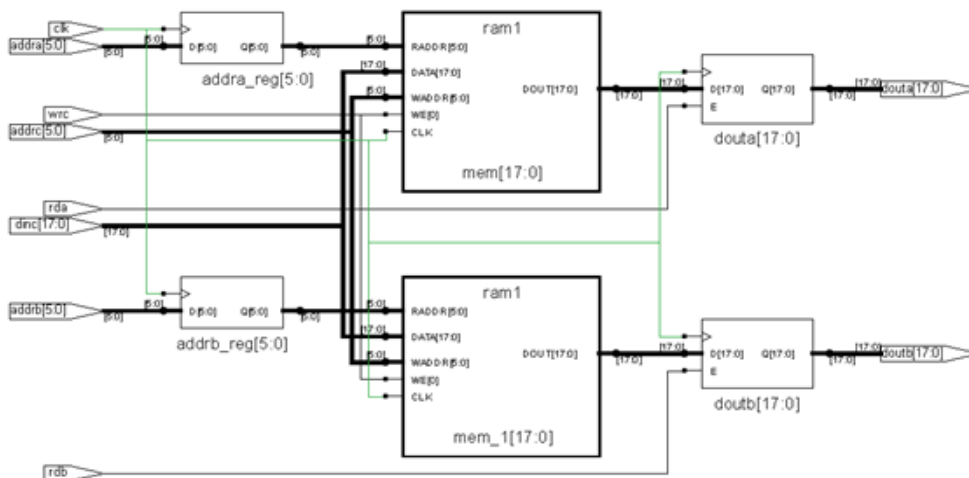 clk
addra[5:0]
[5:0]
[5:0]
D[5:0] Q[5:0]
[5:0]
addra_reg[5:0]
[5:0]
ram1
RADDR[5:0]
[17:0]
DATA[17:0]
[5:0]
WADDR[5:0]
WE[0]
CLK
DOUT[17:0]
[17:0]
mem[17:0]
[17:0]
D[17:0] Q[17:0]
E
[17:0]
[17:0]
douta[17:0]
douta[17:0]
wrc
addrc[5:0]
[5:0]
rda
dinc[17:0]
[17:0]
addrb[5:0]
[5:0]
[5:0]
D[5:0] Q[5:0]
[5:0]
addrb_reg[5:0]
[5:0]
ram1
RADDR[5:0]
[17:0]
DATA[17:0]
[5:0]
WADDR[5:0]
WE[0]
CLK
DOUT[17:0]
[17:0]
mem_1[17:0]
[17:0]
D[17:0] Q[17:0]
E
[17:0]
[17:0]
doutb[17:0]
doutb[17:0]
rdb